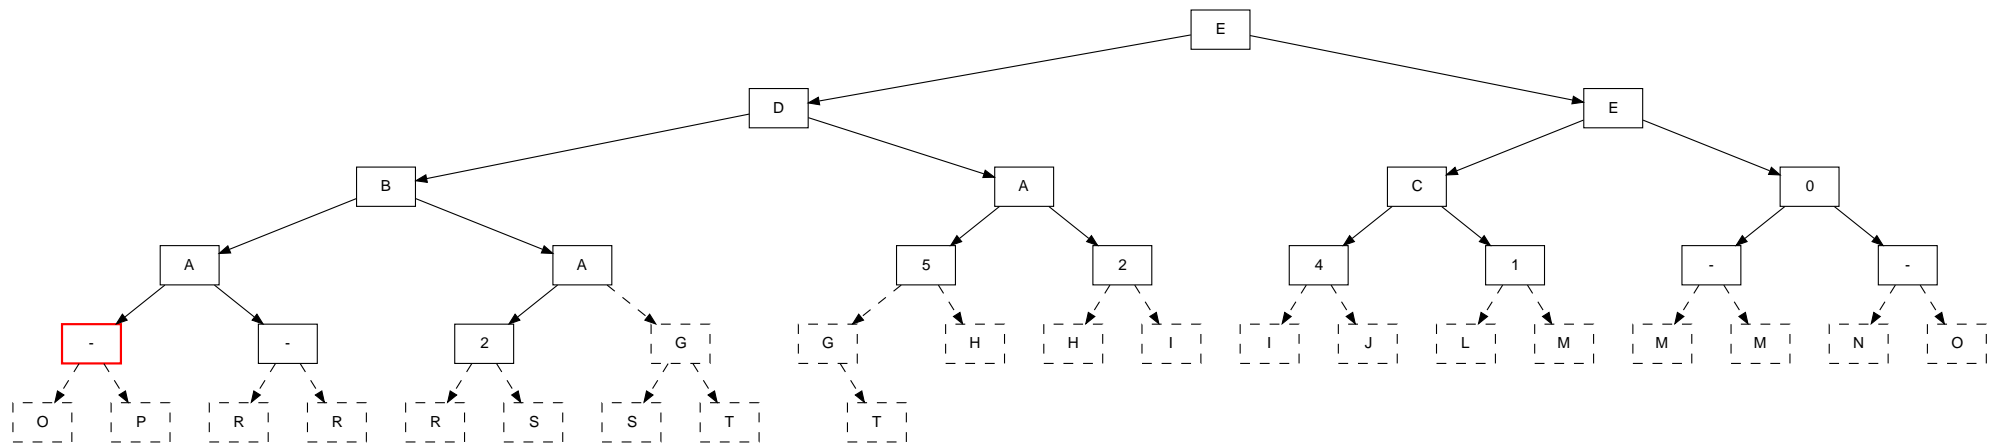 E
D E
B A C 0
A A 5 2 4 1 - -
- - 2 G G H H I I J L M M M N O
O P R R R S S T T